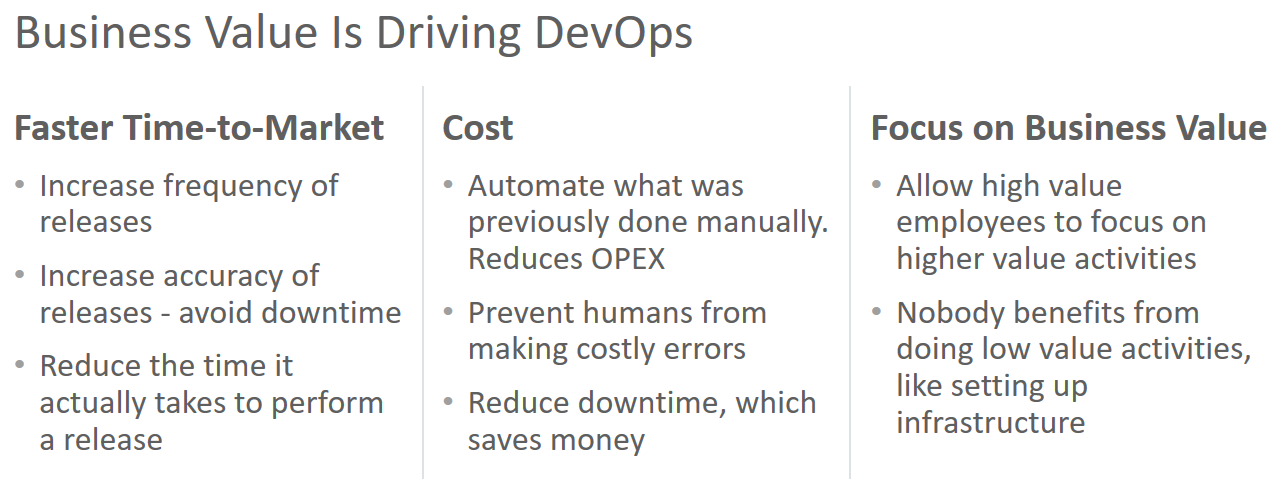 Business Value Is Driving DevOps
Faster Time-to-Market
• Increase frequency of
releases
• Increase accuracy of
releases - avoid downtime
• Reduce the time it
actually takes to perform
a release
Cost
• Automate what was
previously done manually.
Reduces OPEX
• Prevent humans from
making costly errors
• Reduce downtime, which
saves money
Focus on Business Value
• Allow high value
employees to focus on
higher value activities
• Nobody benefits from
doing low value activities,
like setting up
infrastructure